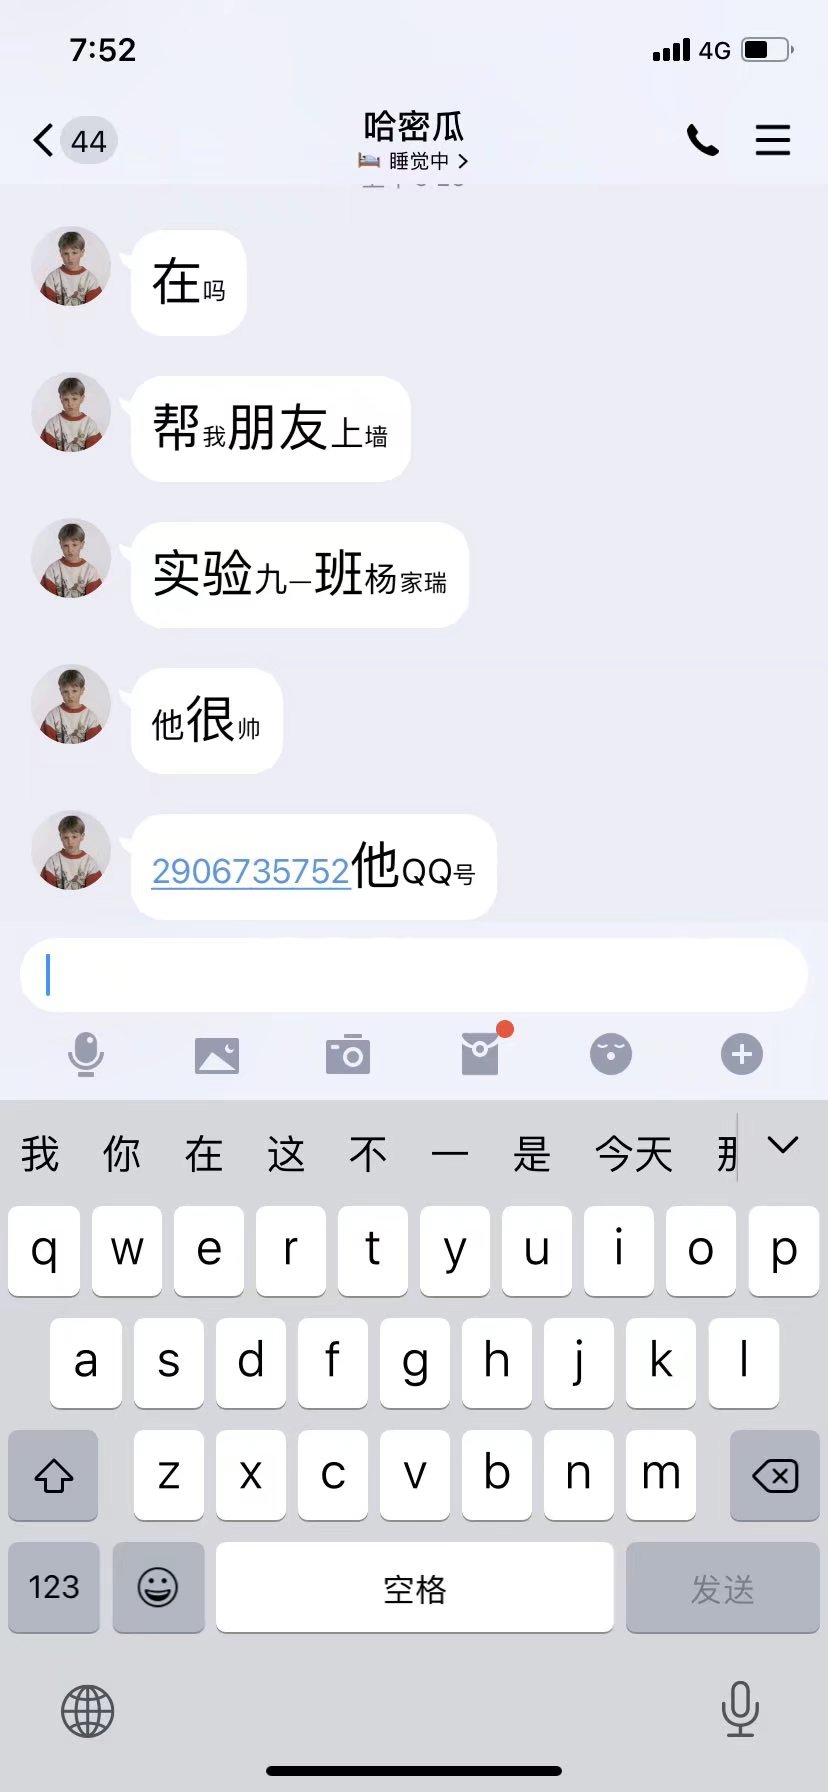 7:52
4G
44
哈密瓜
睡觉中
在吗
帮我朋友上墙
实验九一班杨家瑞
他很帅
2906735752他QQ号
我 你 在 这 不 一 是 今天
q w e r t y u i o p
a s d f g h j k l
z x c v b n m
123 空格 发送